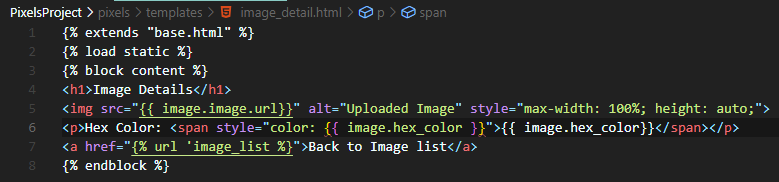 PixelsProject > pixels > templates > image_detail.html > p > span
1 {% extends "base.html" %}
2 {% load static %}
3 {% block content %}
4 <h1>Image Details</h1>
5 <img src="{{ image.image.url}}" alt="Uploaded Image" style="max-width: 100%; height: auto;">
6 <p>Hex Color: <span style="color: {{ image.hex_color }}">{{ image.hex_color}}</span></p>
7 <a href="{% url 'image_list %}">Back to Image list</a>
8 {% endblock %}